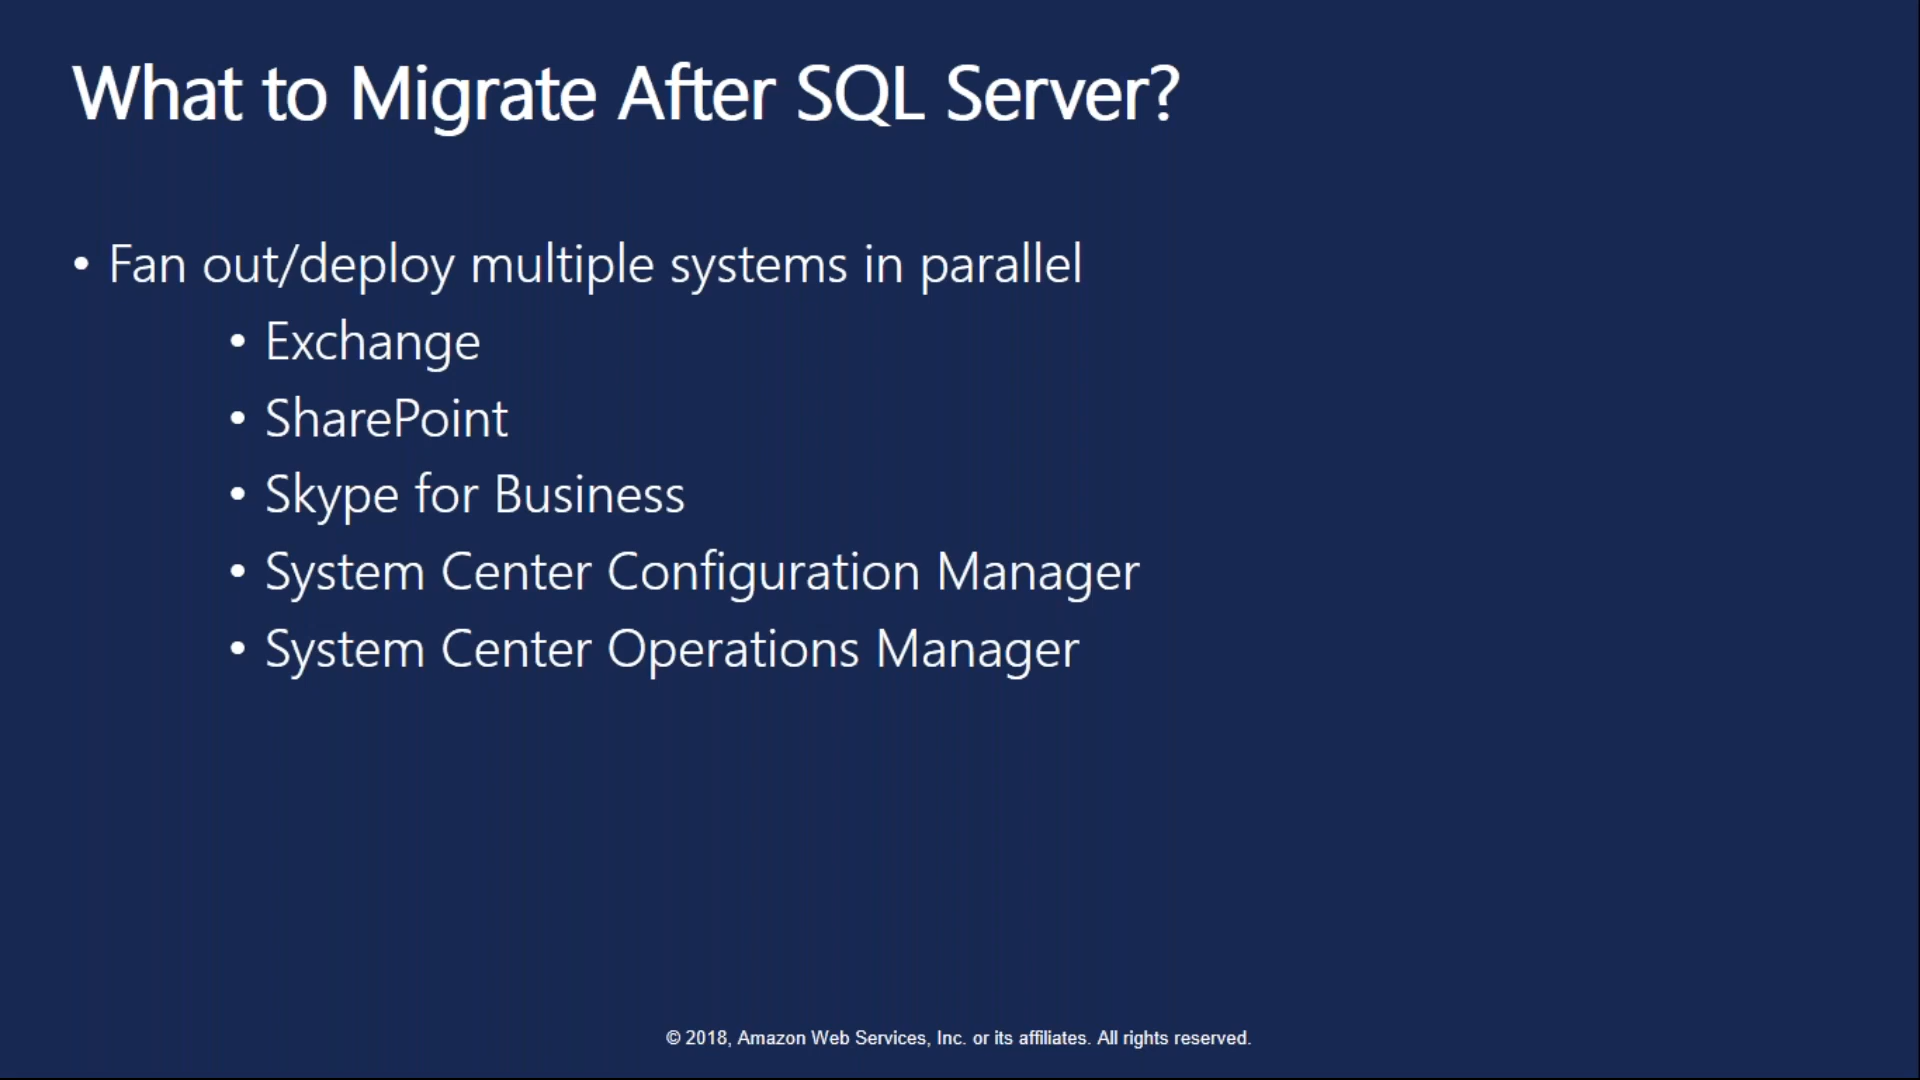 What to Migrate After SQL Server?
• Fan out/deploy multiple systems in parallel
• Exchange
• SharePoint
• Skype for Business
• System Center Configuration Manager
• System Center Operations Manager
© 2018, Amazon Web Services, Inc. or its affiliates. All rights reserved.